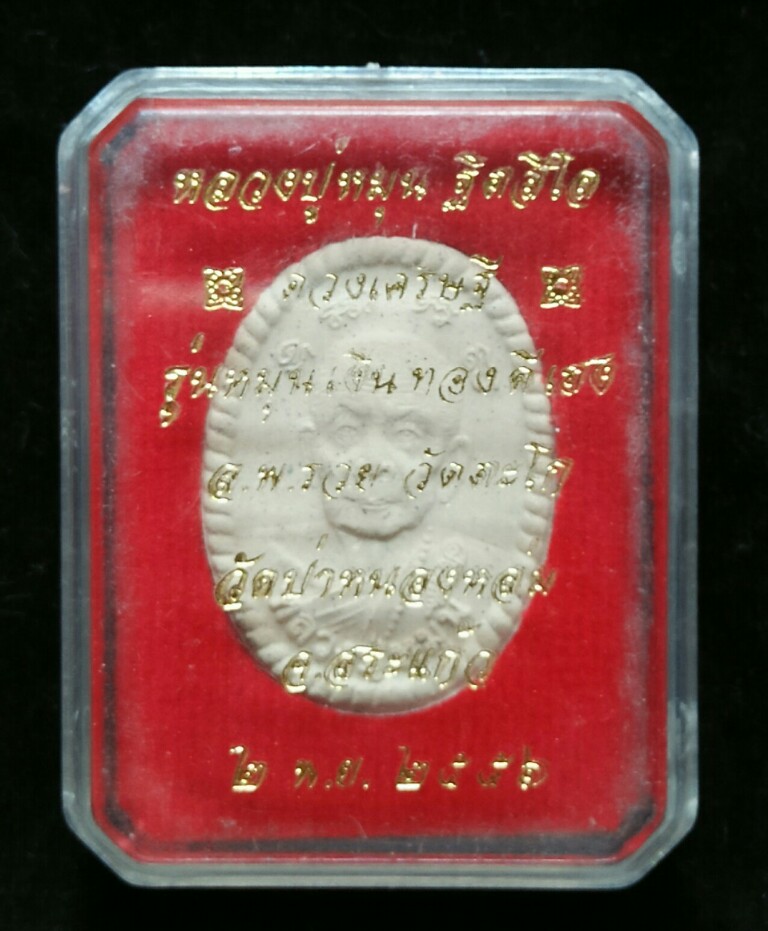 หลวงปู่หมุน ฐิตสีโล
ดวงเศรษฐี
รุ่นหมุนเงินทองดีเฮง
ล.พ.รวย วัดตะโก
วัดป่าหนองหล่ม
จ.สระแก้ว
๒ พ.ย. ๒๕๕๖